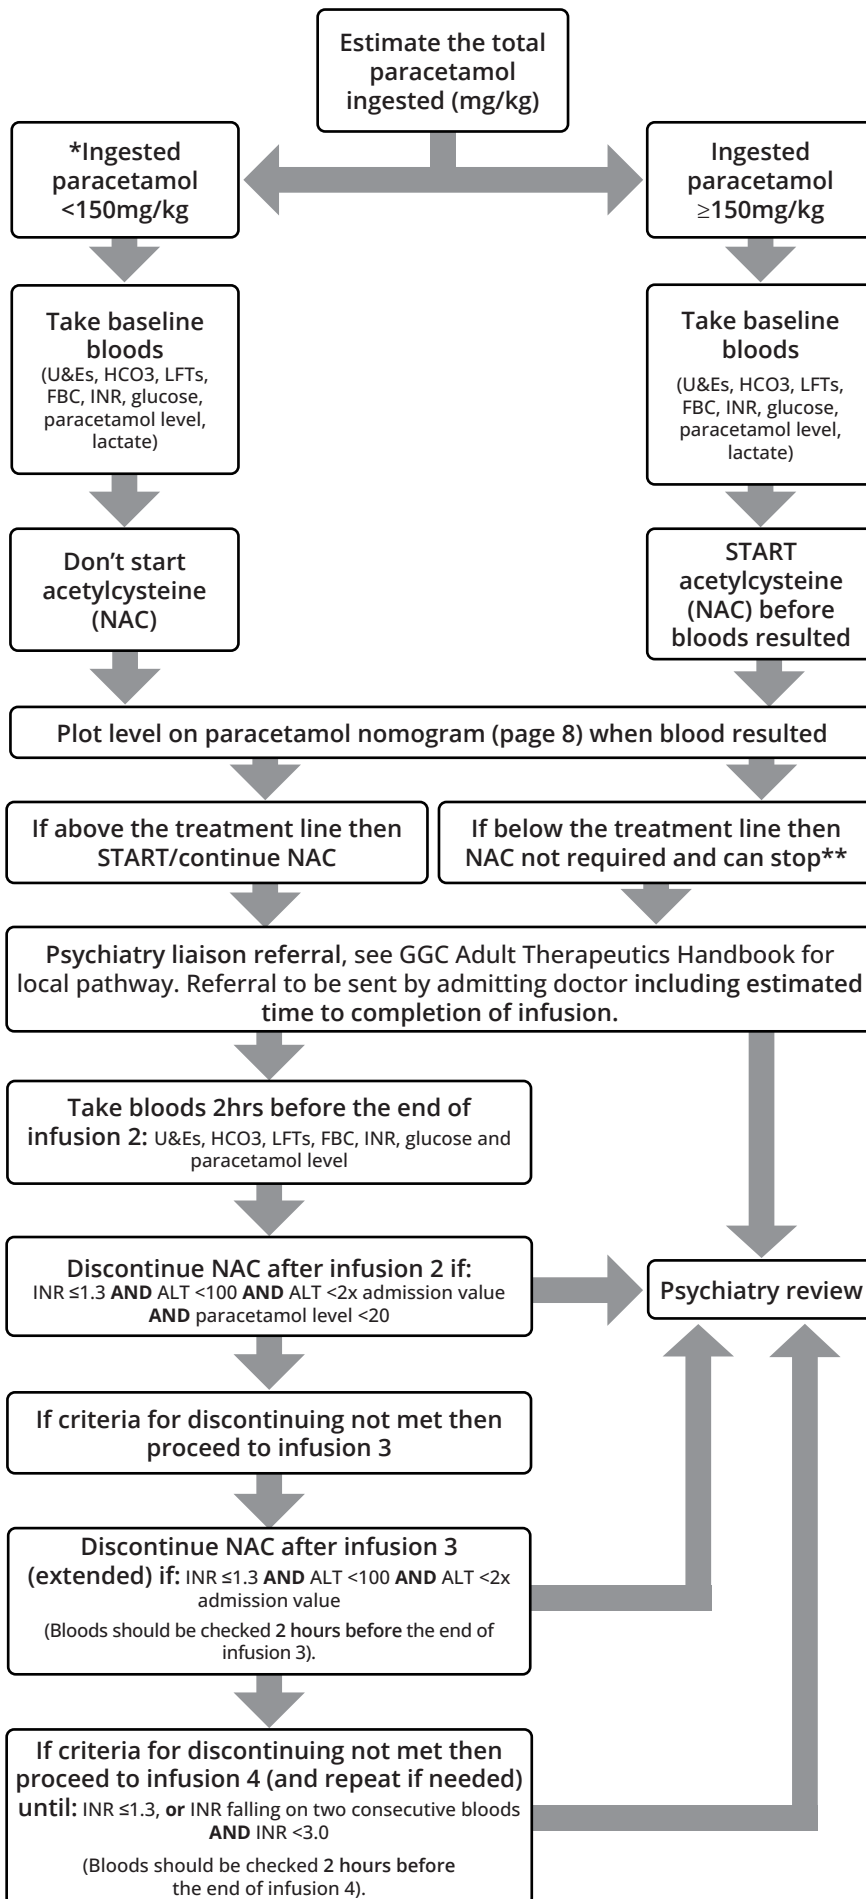 Estimate the total
paracetamol
ingested (mg/kg)
*Ingested
paracetamol
<150mg/kg
Ingested
paracetamol
≥150mg/kg
Take baseline
bloods
(U&Es, HCO3, LFTs,
FBC, INR, glucose,
paracetamol level,
lactate)
Take baseline
bloods
(U&Es, HCO3, LFTs,
FBC, INR, glucose,
paracetamol level,
lactate)
Don’t start
acetylcysteine
(NAC)
START
acetylcysteine
(NAC) before
bloods resulted
Plot level on paracetamol nomogram (page 8) when blood resulted
If above the treatment line then
START/continue NAC
If below the treatment line then
NAC not required and can stop**
Psychiatry liaison referral, see GGC Adult Therapeutics Handbook for
local pathway. Referral to be sent by admitting doctor including estimated
time to completion of infusion.
Take bloods 2hrs before the end of
infusion 2: U&Es, HCO3, LFTs, FBC, INR, glucose and
paracetamol level
Discontinue NAC after infusion 2 if:
INR ≤1.3 AND ALT <100 AND ALT <2x admission value
AND paracetamol level <20
Psychiatry review
If criteria for discontinuing not met then
proceed to infusion 3
Discontinue NAC after infusion 3
(extended) if: INR ≤1.3 AND ALT <100 AND ALT <2x
admission value
(Bloods should be checked 2 hours before the end of
infusion 3).
If criteria for discontinuing not met then
proceed to infusion 4 (and repeat if needed)
until: INR ≤1.3, or INR falling on two consecutive bloods
AND INR <3.0
(Bloods should be checked 2 hours before
the end of infusion 4).